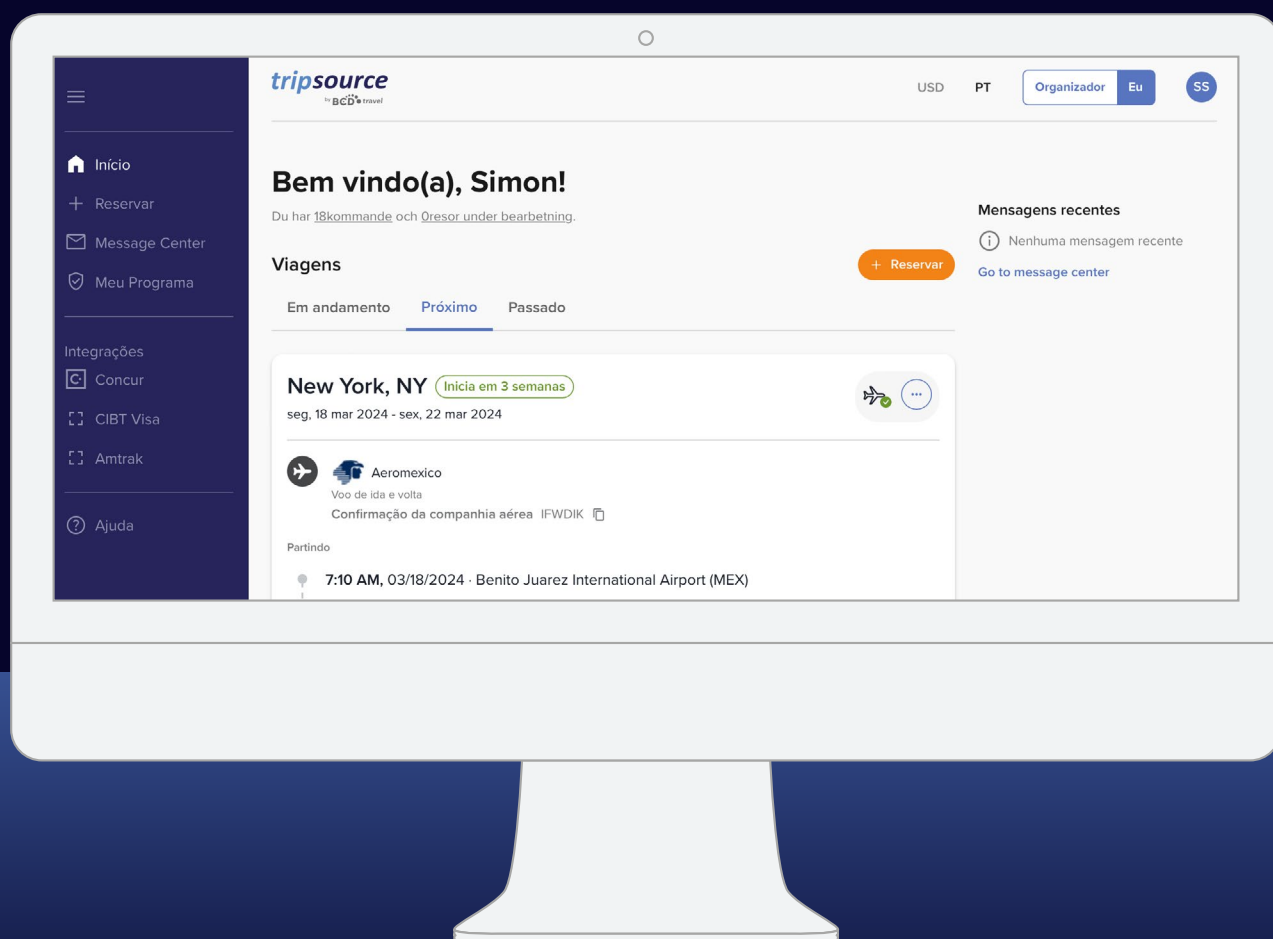 tripsource
by BCD travel
USD PT Organizador Eu SS
Início
Reservar
Message Center
Meu Programa
Integrações
Concur
CIBT Visa
Amtrak
Ajuda
Bem vindo(a), Simon!
Du har 18kommande och 0resor under bearbetning.
Viagens
+ Reservar
Em andamento Próximo Passado
New York, NY Inicia em 3 semanas
seg, 18 mar 2024 - sex, 22 mar 2024
Aeromexico
Voo de ida e volta
Confirmação da companhia aérea IFWDIK
Partindo
7:10 AM, 03/18/2024 · Benito Juarez International Airport (MEX)
Mensagens recentes
Nenhuma mensagem recente
Go to message center